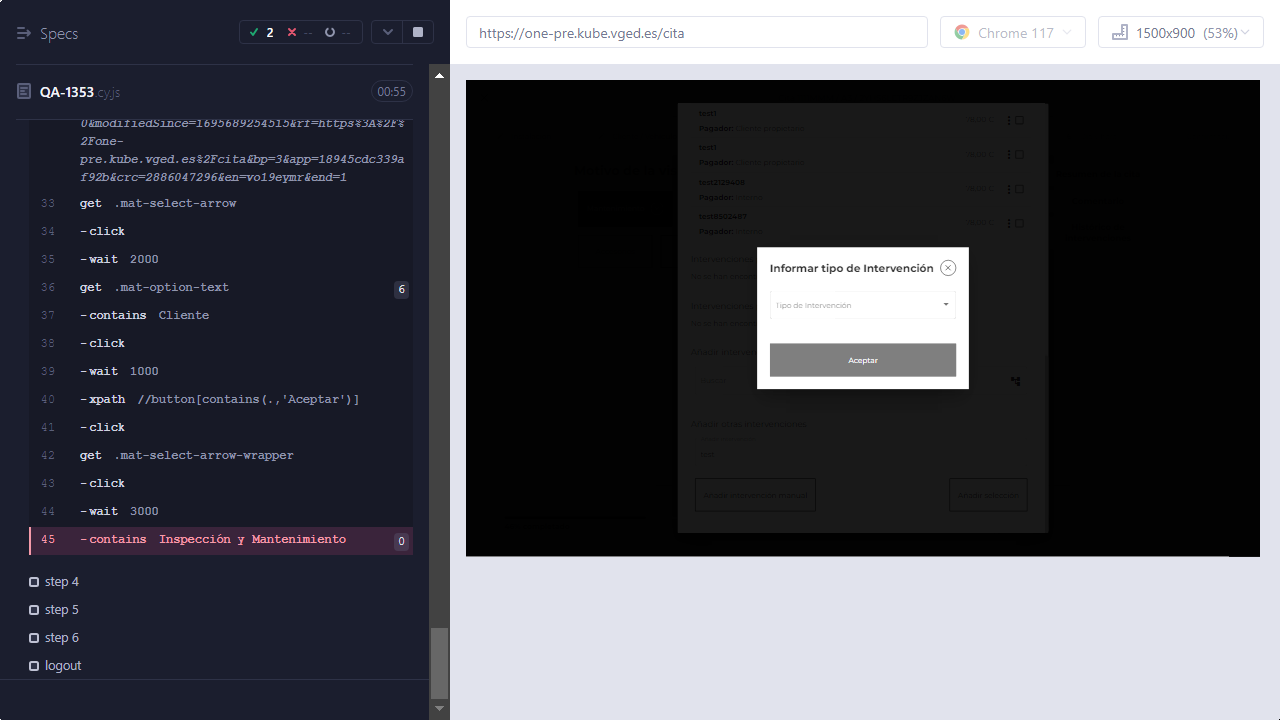 Specs
2
--
--
QA-1353.cy.js
00:55
0&modifiedSince=1695689254515&rf=https%3A%2F%
2Fone-
pre.kube.vged.es%2Fcita&bp=3&app=18945cdc339a
f92b&crc=2886047296&en=vo19eymr&end=1
33 get .mat-select-arrow
34 -click
35 -wait 2000
36 get .mat-option-text 6
37 -contains Cliente
38 -click
39 -wait 1000
40 -xpath //button[contains(.,'Aceptar')]
41 -click
42 get .mat-select-arrow-wrapper
43 -click
44 -wait 3000
45 -contains Inspección y Mantenimiento 0
step 4
step 5
step 6
logout
https://one-pre.kube.vged.es/cita
Chrome 117
1500x900 (53%)
test1
Pagador:
test1
Pagador:
test2129408
Pagador:
test8502487
Pagador:
Informar tipo de Intervención
Tipo de Intervención
Aceptar